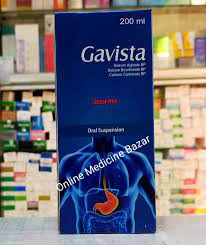 200 ml
Gavista
Sodium Alginate BP
Sodium Bicarbonate BP
Calcium Carbonate BP
Sugar Free
Oral Suspension
Online Medicine Bazar